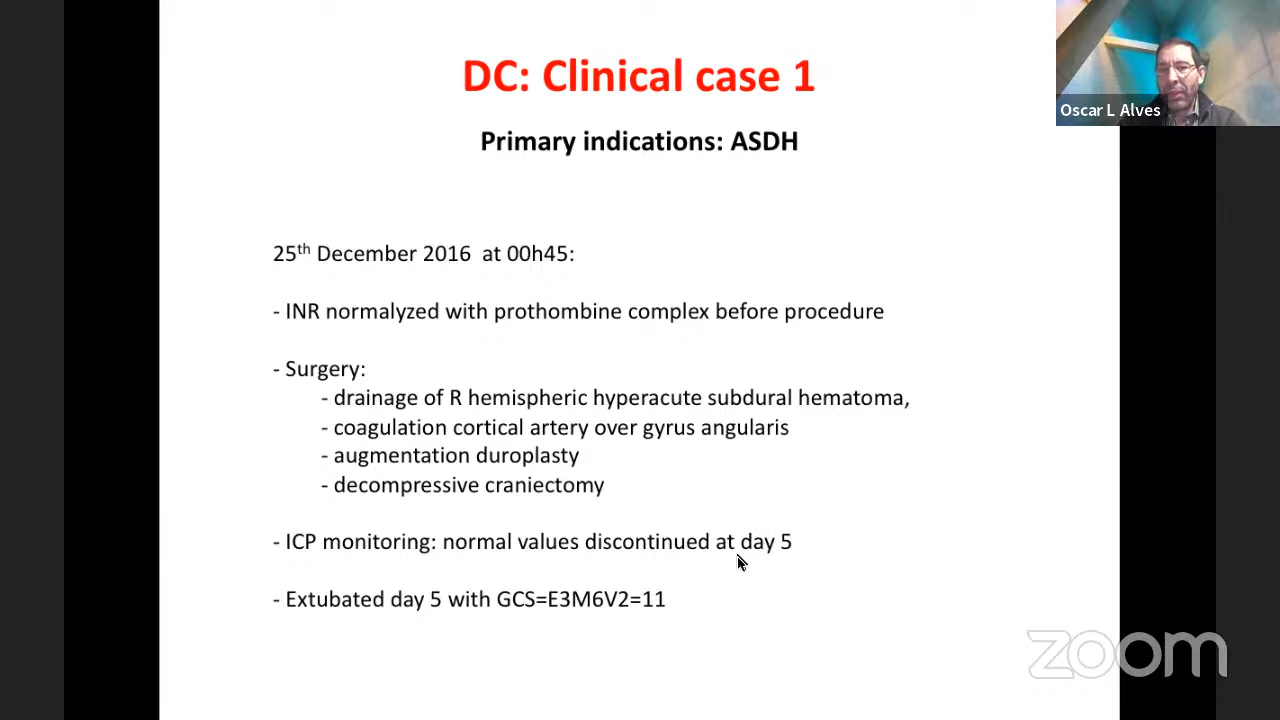 DC: Clinical case 1
Oscar L Alves
Primary indications: ASDH
25th December 2016 at 00h45:
- INR normalyzed with prothombine complex before procedure
- Surgery:
- drainage of R hemispheric hyperacute subdural hematoma,
- coagulation cortical artery over gyrus angularis
- augmentation duroplasty
- decompressive craniectomy
- ICP monitoring: normal values discontinued at day 5
- Extubated day 5 with GCS=E3M6V2=11
zoom